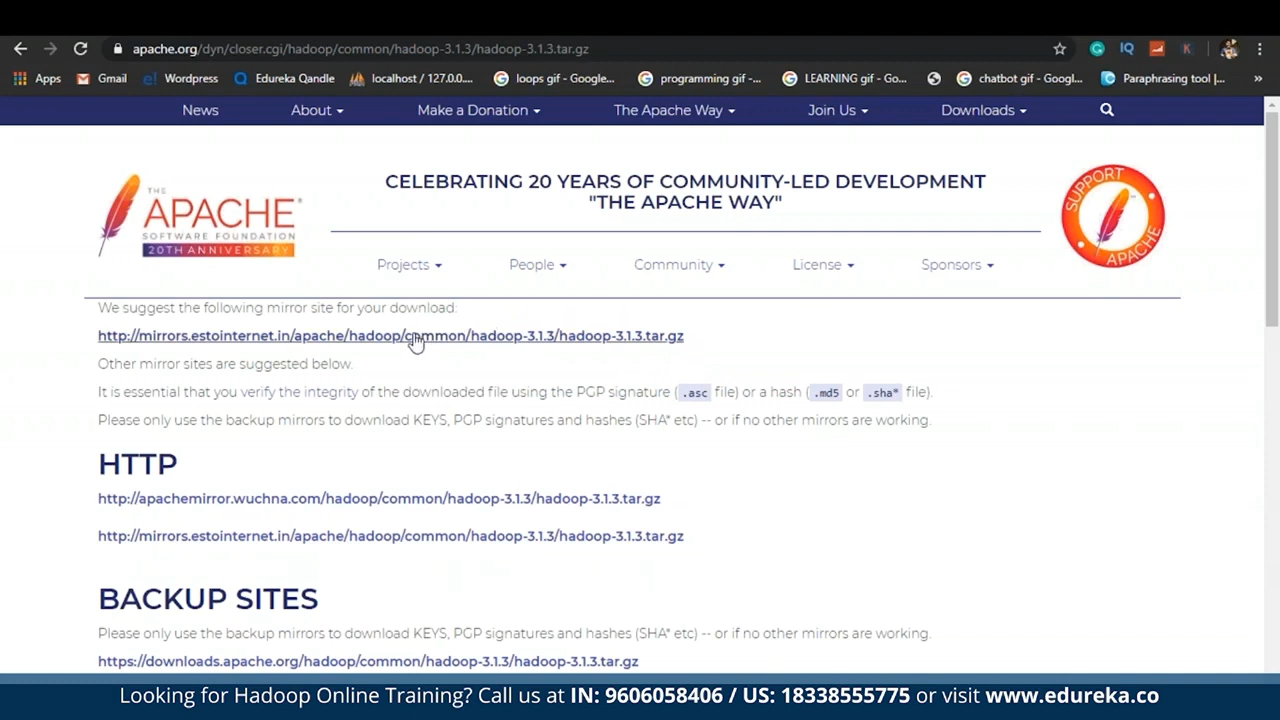 apache.org/dyn/closer.cgi/hadoop/common/hadoop-3.1.3/hadoop-3.1.3.tar.gz
IQ K
Apps Gmail Wordpress Edureka Qandle localhost / 127.0.0.... loops gif - Google... programming gif -... LEARNING gif - Go... chatbot gif - Googl... Paraphrasing tool |... »
News About Make a Donation The Apache Way Join Us Downloads
CELEBRATING 20 YEARS OF COMMUNITY-LED DEVELOPMENT
"THE APACHE WAY"
THE
APACHE®
SOFTWARE FOUNDATION
20TH ANNIVERSARY
SUPPORT
APACHE
Projects People Community License Sponsors
We suggest the following mirror site for your download:
http://mirrors.estointernet.in/apache/hadoop/common/hadoop-3.1.3/hadoop-3.1.3.tar.gz
Other mirror sites are suggested below.
It is essential that you verify the integrity of the downloaded file using the PGP signature ( .asc file) or a hash ( .md5 or .sha* file).
Please only use the backup mirrors to download KEYS, PGP signatures and hashes (SHA* etc) -- or if no other mirrors are working.
HTTP
http://apachemirror.wuchna.com/hadoop/common/hadoop-3.1.3/hadoop-3.1.3.tar.gz
http://mirrors.estointernet.in/apache/hadoop/common/hadoop-3.1.3/hadoop-3.1.3.tar.gz
BACKUP SITES
Please only use the backup mirrors to download KEYS, PGP signatures and hashes (SHA* etc) -- or if no other mirrors are working.
https://downloads.apache.org/hadoop/common/hadoop-3.1.3/hadoop-3.1.3.tar.gz
Looking for Hadoop Online Training? Call us at IN: 9606058406 / US: 18338555775 or visit www.edureka.co